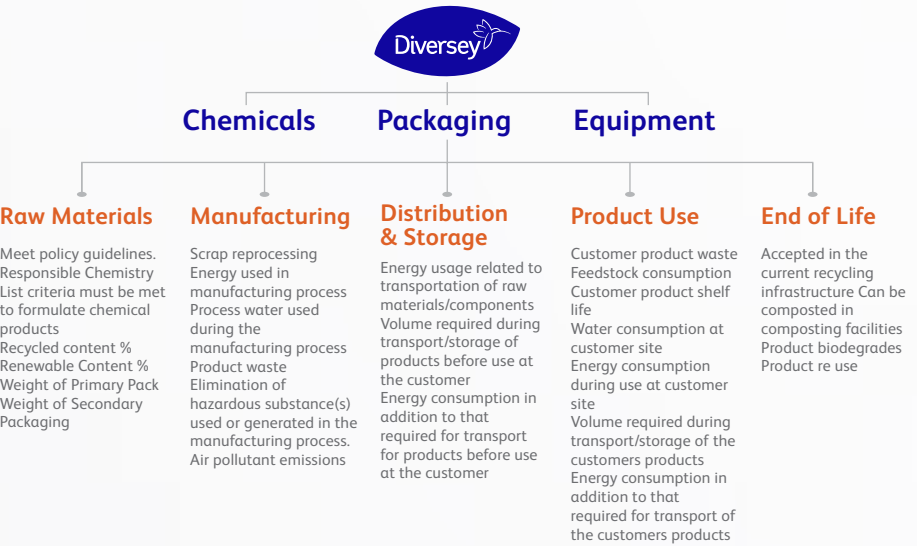 Diversey
Chemicals
Packaging
Equipment
Raw Materials
Meet policy guidelines.
Responsible Chemistry
List criteria must be met
to formulate chemical
products
Recycled content %
Renewable Content %
Weight of Primary Pack
Weight of Secondary
Packaging
Manufacturing
Scrap reprocessing
Energy used in
manufacturing process
Process water used
during the
manufacturing process
Product waste
Elimination of
hazardous substance(s)
used or generated in the
manufacturing process.
Air pollutant emissions
Distribution
& Storage
Energy usage related to
transportation of raw
materials/components
Volume required during
transport/storage of
products before use at
the customer
Energy consumption in
addition to that
required for transport
for products before use
at the customer
Product Use
Customer product waste
Feedstock consumption
Customer product shelf
life
Water consumption at
customer site
Energy consumption
during use at customer
site
Volume required during
transport/storage of the
customers products
Energy consumption in
addition to that
required for transport of
the customers products
End of Life
Accepted in the
current recycling
infrastructure Can be
composted in
composting facilities
Product biodegrades
Product re use